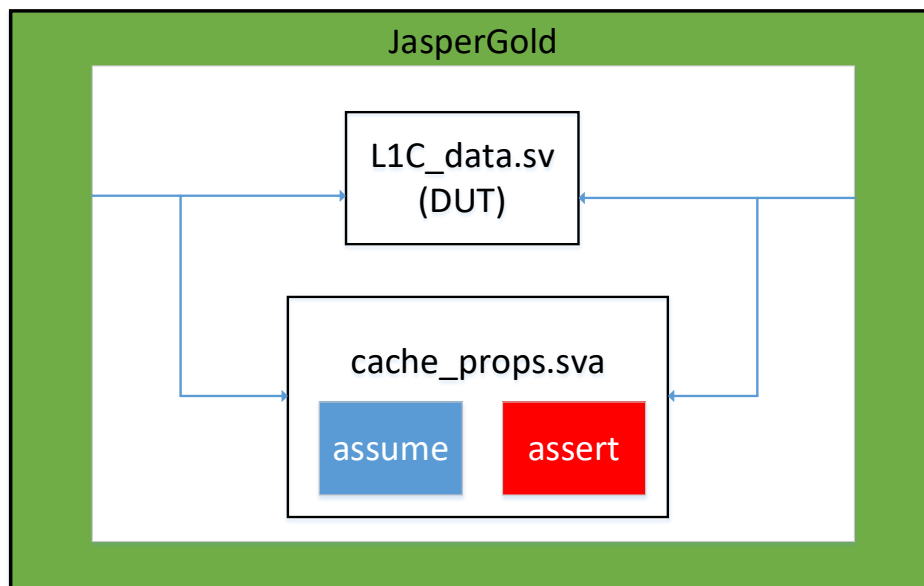 JasperGold
L1C_data.sv
(DUT)
cache_props.sva
assume
assert